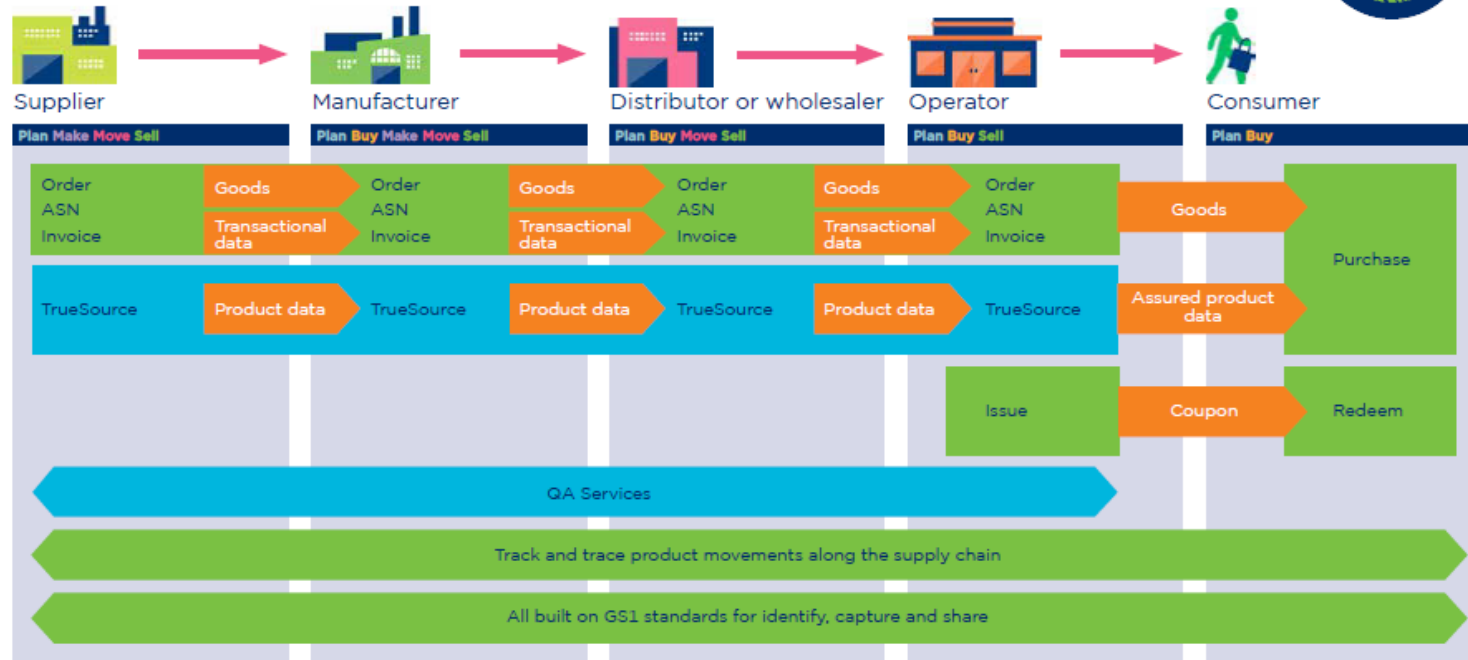 Supplier
Manufacturer
Distributor or wholesaler
Operator
Consumer
Plan Make Move Sell
Plan Buy Make Move Sell
Plan Buy Move Sell
Plan Buy Sell
Plan Buy
Order
ASN
Invoice
Goods
Transactional
data
Order
ASN
Invoice
Goods
Transactional
data
Order
ASN
Invoice
Goods
Transactional
data
Order
ASN
Invoice
Goods
Purchase
TrueSource
Product data
TrueSource
Product data
TrueSource
Product data
TrueSource
Assured product
data
Issue
Coupon
Redeem
QA Services
Track and trace product movements along the supply chain
All built on GS1 standards for identify, capture and share